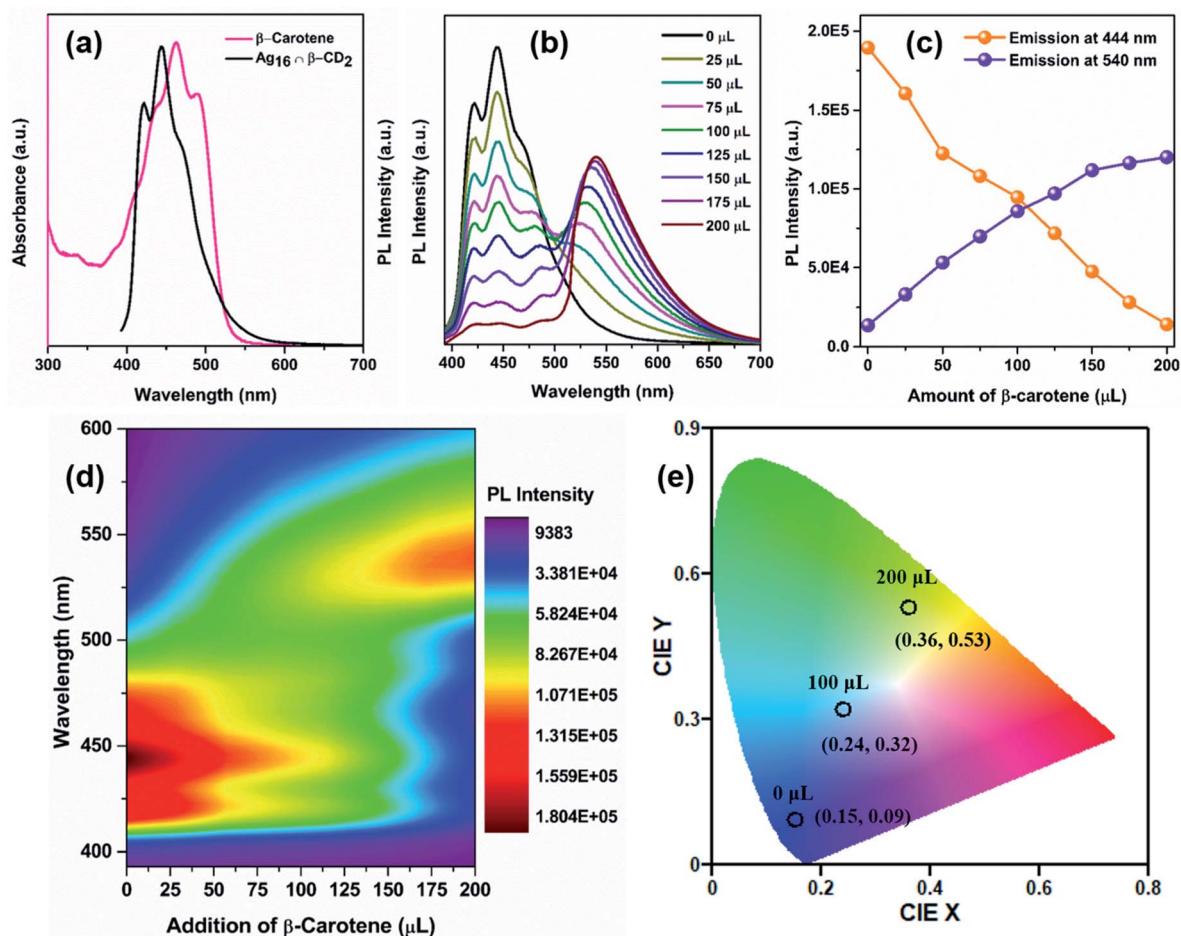 (a)
β-Carotene
Ag16 ∩ β-CD2
Absorbance (a.u.)
PL Intensity (a.u.)
300 400 500 600 700
Wavelength (nm)
(b)
0 µL
25 µL
50 µL
75 µL
100 µL
125 µL
150 µL
175 µL
200 µL
PL Intensity (a.u.)
400 450 500 550 600 650 700
Wavelength (nm)
(c)
Emission at 444 nm
Emission at 540 nm
PL Intensity (a.u.)
2.0E5
1.5E5
1.0E5
5.0E4
0.0
0 50 100 150 200
Amount of β-carotene (µL)
(d)
Wavelength (nm)
600
550
500
450
400
0 25 50 75 100 125 150 175 200
Addition of β-Carotene (µL)
PL Intensity
9383
3.381E+04
5.824E+04
8.267E+04
1.071E+05
1.315E+05
1.559E+05
1.804E+05
(e)
CIE Y
0.9
0.6
0.3
0
200 µL
(0.36, 0.53)
100 µL
(0.24, 0.32)
0 µL
(0.15, 0.09)
0 0.2 0.4 0.6 0.8
CIE X